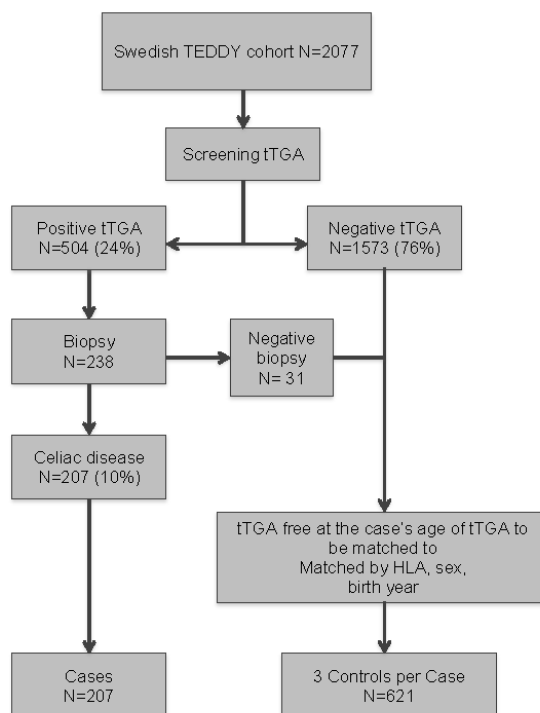 Swedish TEDDY cohort N=2077
Screening tTGA
Positive tTGA
N=504 (24%)
Negative tTGA
N=1573 (76%)
Biopsy
N=238
Negative
biopsy
N= 31
Celiac disease
N=207 (10%)
tTGA free at the case's age of tTGA to
be matched to
Matched by HLA, sex,
birth year
Cases
N=207
3 Controls per Case
N=621